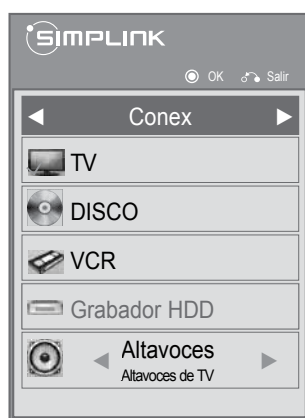 SIMPLINK
OK Salir
Conex
TV
DISCO
VCR
Grabador HDD
Altavoces
Altavoces de TV